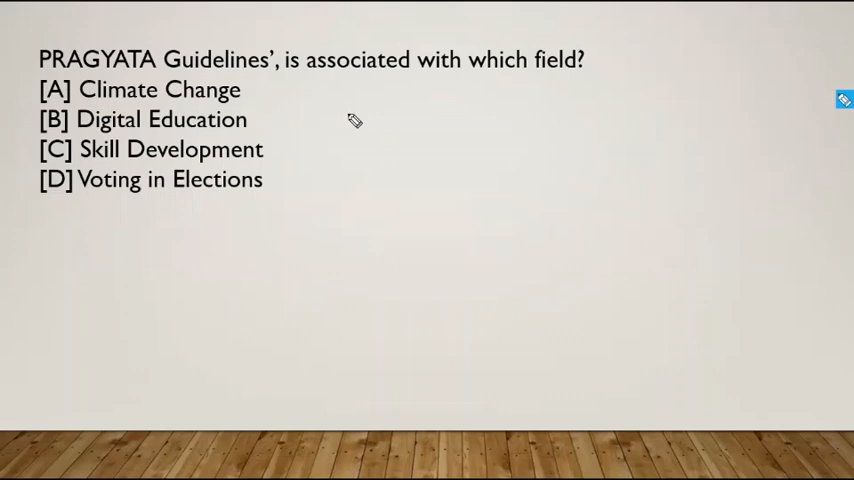 PRAGYATA Guidelines’, is associated with which field?
[A] Climate Change
[B] Digital Education
[C] Skill Development
[D] Voting in Elections